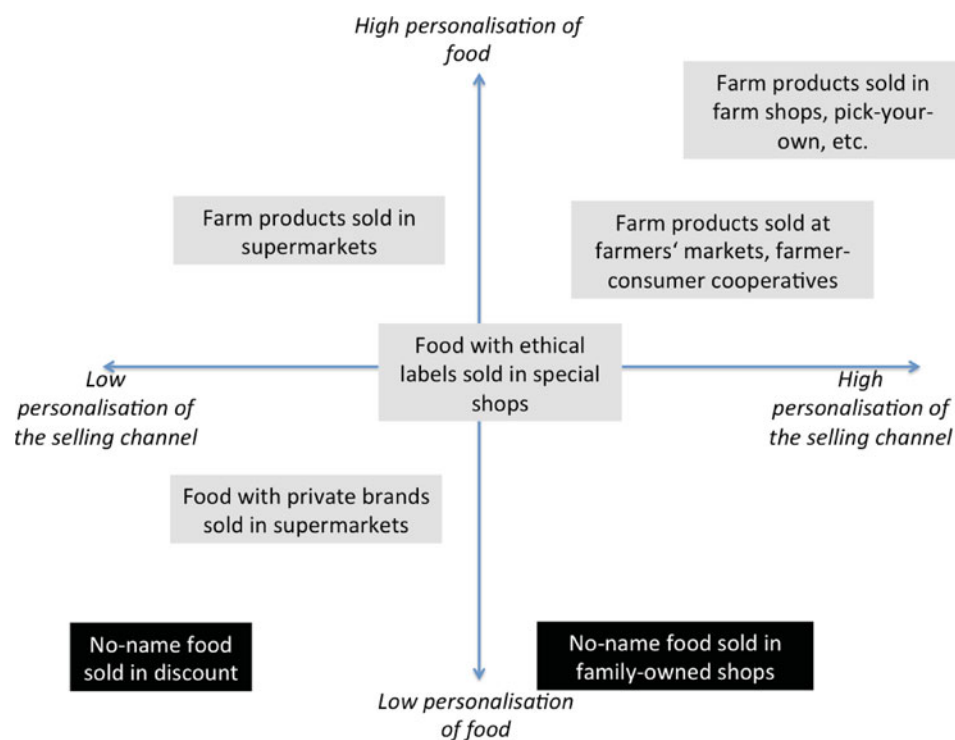 High personalisation of
food
Farm products sold in
farm shops, pick-your-
own, etc.
Farm products sold in
supermarkets
Farm products sold at
farmers‘ markets, farmer-
consumer cooperatives
Food with ethical
labels sold in special
shops
Low
personalisation of
the selling channel
High
personalisation of
the selling channel
Food with private brands
sold in supermarkets
No-name food
sold in discount
No-name food sold in
family-owned shops
Low personalisation
of food